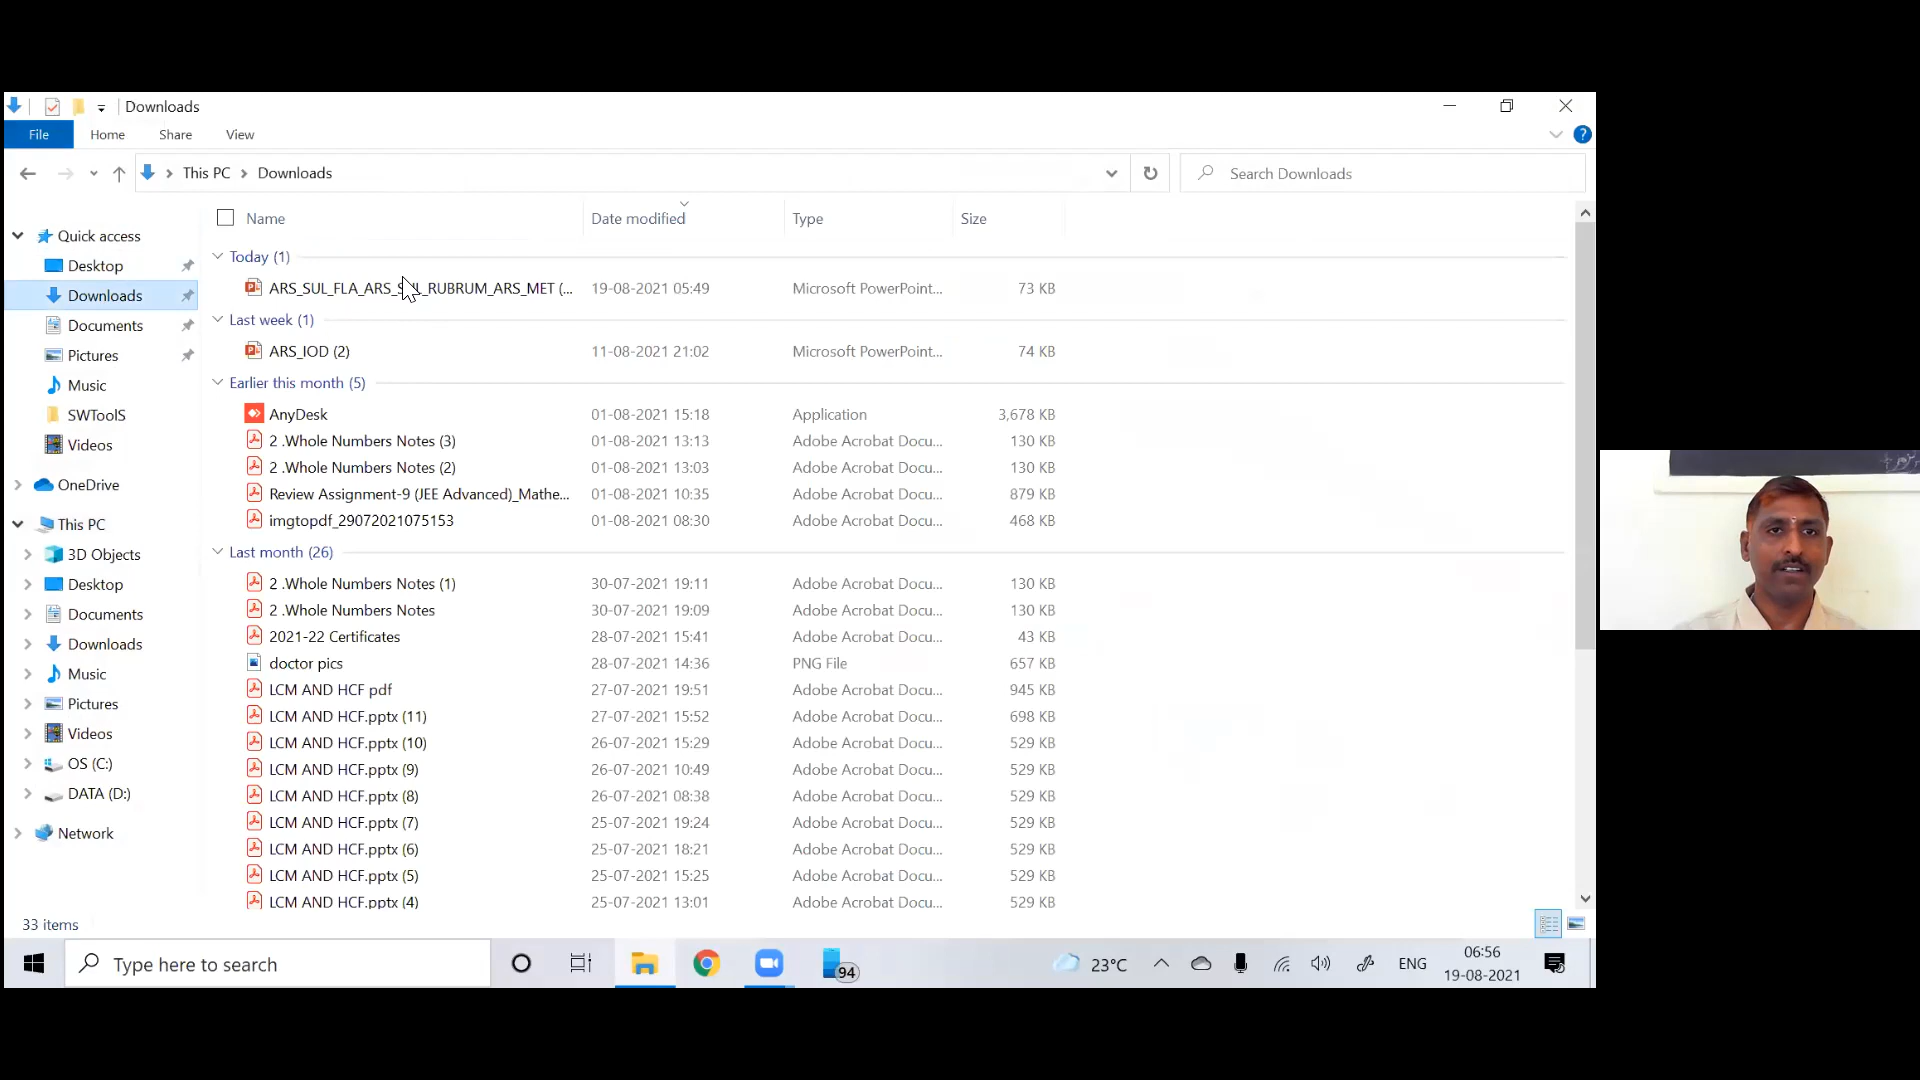 Downloads
File Home Share View
This PC Downloads
Search Downloads
Name Date modified Type Size
Quick access
Desktop
Downloads
Documents
Pictures
Music
SWToolS
Videos
OneDrive
This PC
3D Objects
Desktop
Documents
Downloads
Music
Pictures
Videos
OS (C:)
DATA (D:)
Network
Today (1)
ARS_SUL_FLA_ARS_SUL_RUBRUM_ARS_MET (... 19-08-2021 05:49 Microsoft PowerPoint... 73 KB
Last week (1)
ARS_IOD (2) 11-08-2021 21:02 Microsoft PowerPoint... 74 KB
Earlier this month (5)
AnyDesk 01-08-2021 15:18 Application 3,678 KB
2 .Whole Numbers Notes (3) 01-08-2021 13:13 Adobe Acrobat Docu... 130 KB
2 .Whole Numbers Notes (2) 01-08-2021 13:03 Adobe Acrobat Docu... 130 KB
Review Assignment-9 (JEE Advanced)_Mathe... 01-08-2021 10:35 Adobe Acrobat Docu... 879 KB
imgtopdf_29072021075153 01-08-2021 08:30 Adobe Acrobat Docu... 468 KB
Last month (26)
2 .Whole Numbers Notes (1) 30-07-2021 19:11 Adobe Acrobat Docu... 130 KB
2 .Whole Numbers Notes 30-07-2021 19:09 Adobe Acrobat Docu... 130 KB
2021-22 Certificates 28-07-2021 15:41 Adobe Acrobat Docu... 43 KB
doctor pics 28-07-2021 14:36 PNG File 657 KB
LCM AND HCF pdf 27-07-2021 19:51 Adobe Acrobat Docu... 945 KB
LCM AND HCF.pptx (11) 27-07-2021 15:52 Adobe Acrobat Docu... 698 KB
LCM AND HCF.pptx (10) 26-07-2021 15:29 Adobe Acrobat Docu... 529 KB
LCM AND HCF.pptx (9) 26-07-2021 10:49 Adobe Acrobat Docu... 529 KB
LCM AND HCF.pptx (8) 26-07-2021 08:38 Adobe Acrobat Docu... 529 KB
LCM AND HCF.pptx (7) 25-07-2021 19:24 Adobe Acrobat Docu... 529 KB
LCM AND HCF.pptx (6) 25-07-2021 18:21 Adobe Acrobat Docu... 529 KB
LCM AND HCF.pptx (5) 25-07-2021 15:25 Adobe Acrobat Docu... 529 KB
LCM AND HCF.pptx (4) 25-07-2021 13:01 Adobe Acrobat Docu... 529 KB
33 items
Type here to search
94
23°C
ENG
06:56
19-08-2021